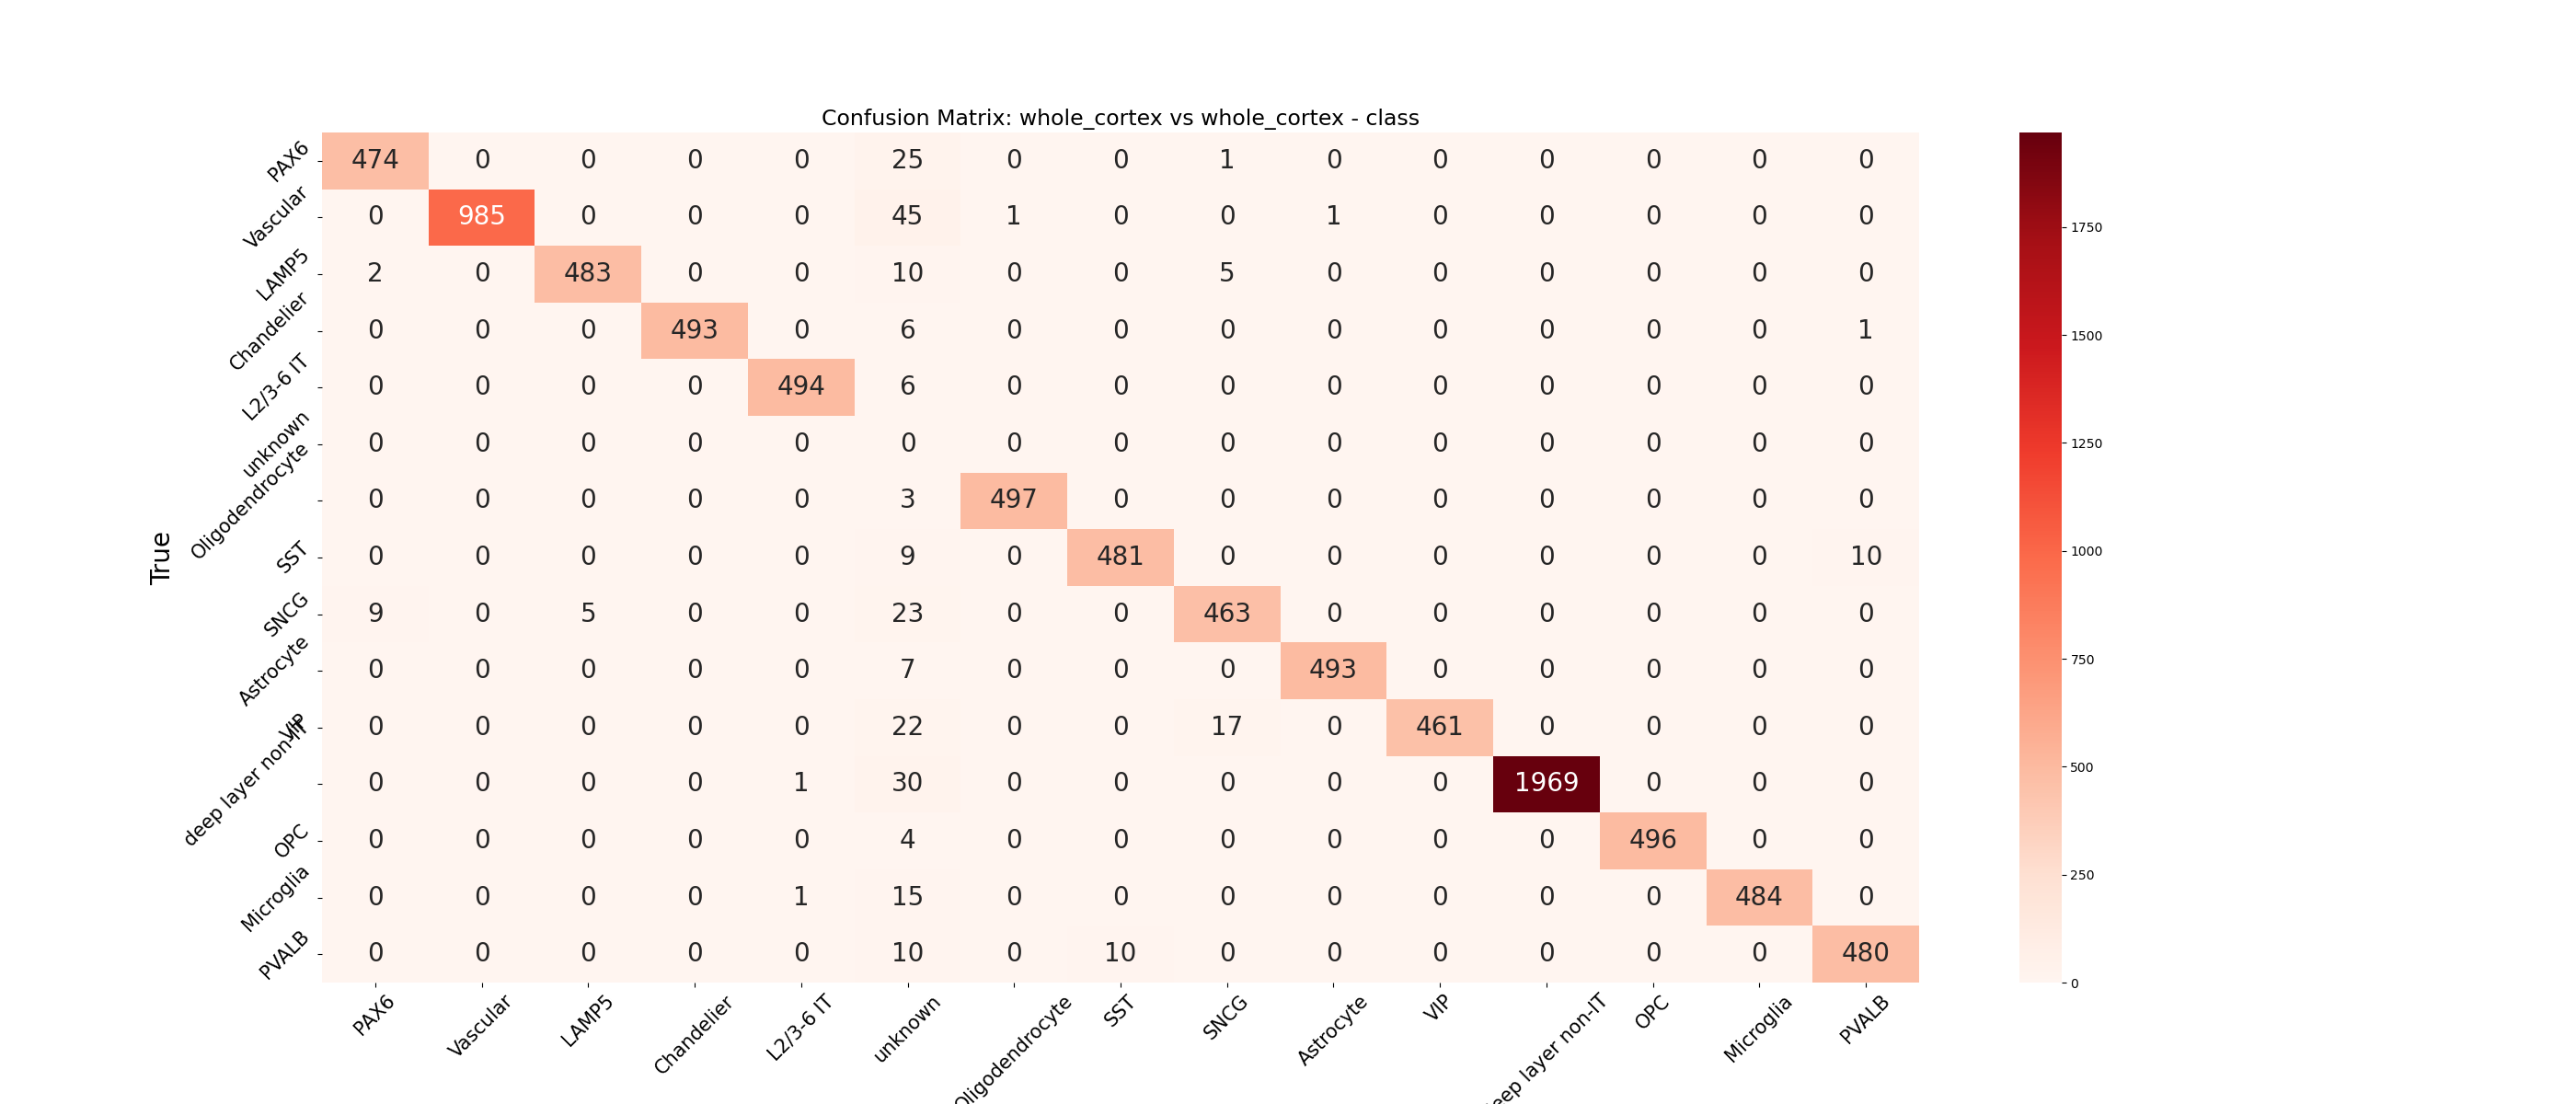 Confusion Matrix: whole_cortex vs whole_cortex - class
PAX6 474 0 0 0 0 25 0 0 1 0 0 0 0 0 0
Vascular 0 985 0 0 0 45 1 0 0 1 0 0 0 0 0
LAMP5 2 0 483 0 0 10 0 0 5 0 0 0 0 0 0
Chandelier 0 0 0 493 0 6 0 0 0 0 0 0 0 0 1
L2/3-6 IT 0 0 0 0 494 6 0 0 0 0 0 0 0 0 0
unknown 0 0 0 0 0 0 0 0 0 0 0 0 0 0 0
Oligodendrocyte 0 0 0 0 0 3 497 0 0 0 0 0 0 0 0
SST 0 0 0 0 0 9 0 481 0 0 0 0 0 0 10
SNCG 9 0 5 0 0 23 0 0 463 0 0 0 0 0 0
Astrocyte 0 0 0 0 0 7 0 0 0 493 0 0 0 0 0
VIP 0 0 0 0 0 22 0 0 17 0 461 0 0 0 0
deep layer non-IT 0 0 0 0 1 30 0 0 0 0 0 1969 0 0 0
OPC 0 0 0 0 0 4 0 0 0 0 0 0 496 0 0
Microglia 0 0 0 0 1 15 0 0 0 0 0 0 0 484 0
PVALB 0 0 0 0 0 10 0 10 0 0 0 0 0 0 480
True
PAX6 Vascular LAMP5 Chandelier L2/3-6 IT unknown Oligodendrocyte SST SNCG Astrocyte VIP deep layer non-IT OPC Microglia PVALB
1750
1500
1250
1000
750
500
250
0